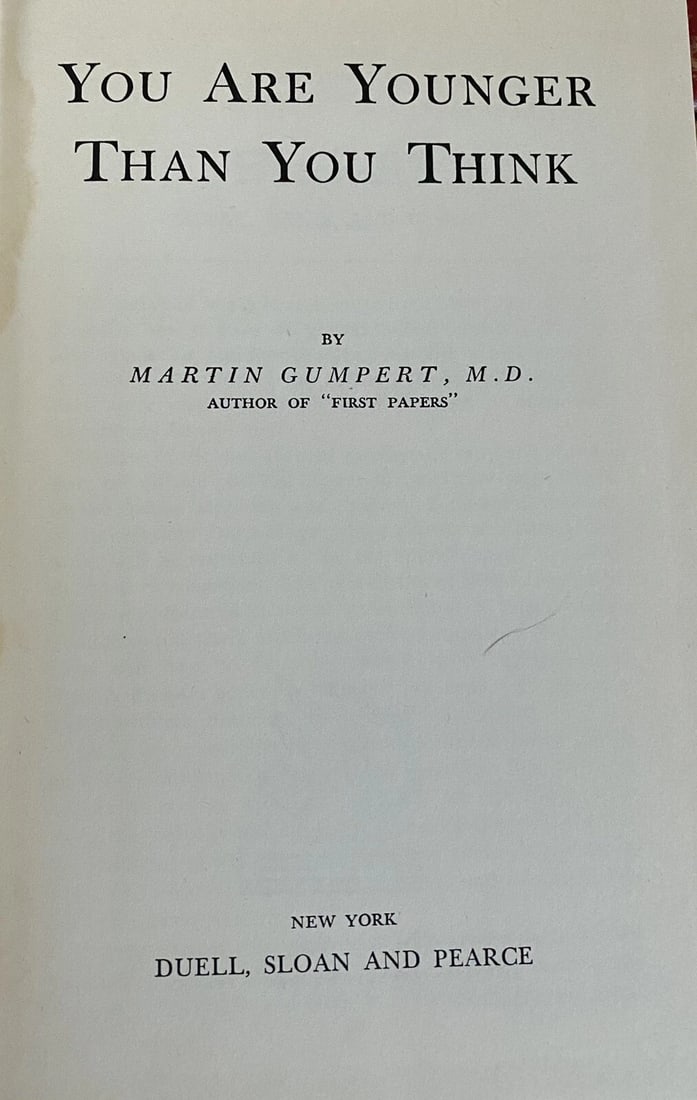 YOU ARE YOUNGER
THAN YOU THINK
BY
MARTIN GUMPERT, M.D.
AUTHOR OF “FIRST PAPERS”
NEW YORK
DUELL, SLOAN AND PEARCE